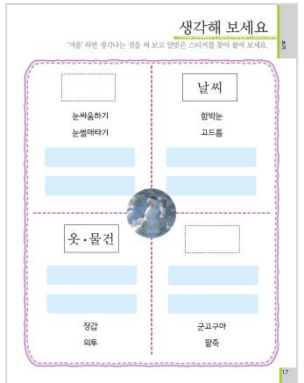 생각해 보세요
'겨울' 하면 생각나는 것을 써 보고 알맞은 스티커를 찾아 붙여 보세요.
눈싸움하기
눈썰매타기
날씨
함박눈
고드름
옷·물건
장갑
외투
군고구마
팥죽
17